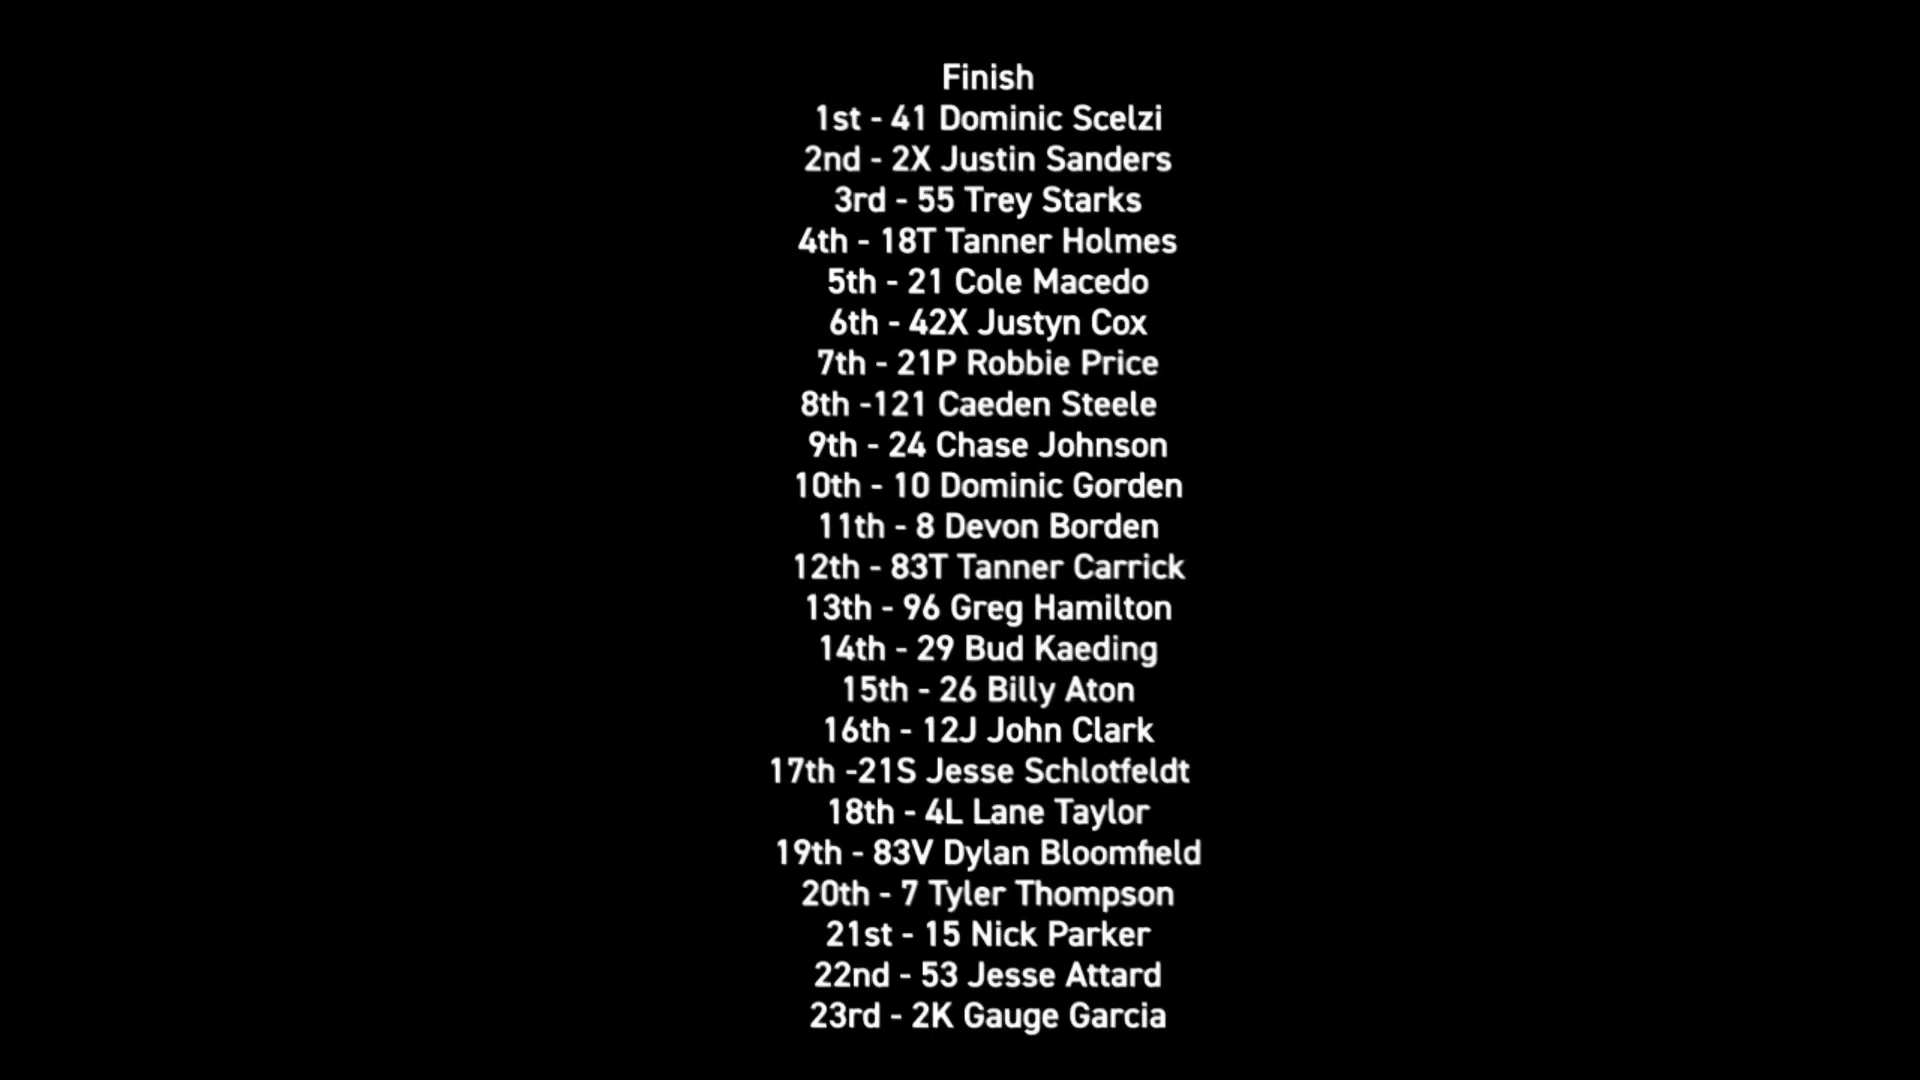 Finish
1st - 41 Dominic Scelzi
2nd - 2X Justin Sanders
3rd - 55 Trey Starks
4th - 18T Tanner Holmes
5th - 21 Cole Macedo
6th - 42X Justyn Cox
7th - 21P Robbie Price
8th -121 Caeden Steele
9th - 24 Chase Johnson
10th - 10 Dominic Gorden
11th - 8 Devon Borden
12th - 83T Tanner Carrick
13th - 96 Greg Hamilton
14th - 29 Bud Kaeding
15th - 26 Billy Aton
16th - 12J John Clark
17th -21S Jesse Schlotfeldt
18th - 4L Lane Taylor
19th - 83V Dylan Bloomfield
20th - 7 Tyler Thompson
21st - 15 Nick Parker
22nd - 53 Jesse Attard
23rd - 2K Gauge Garcia